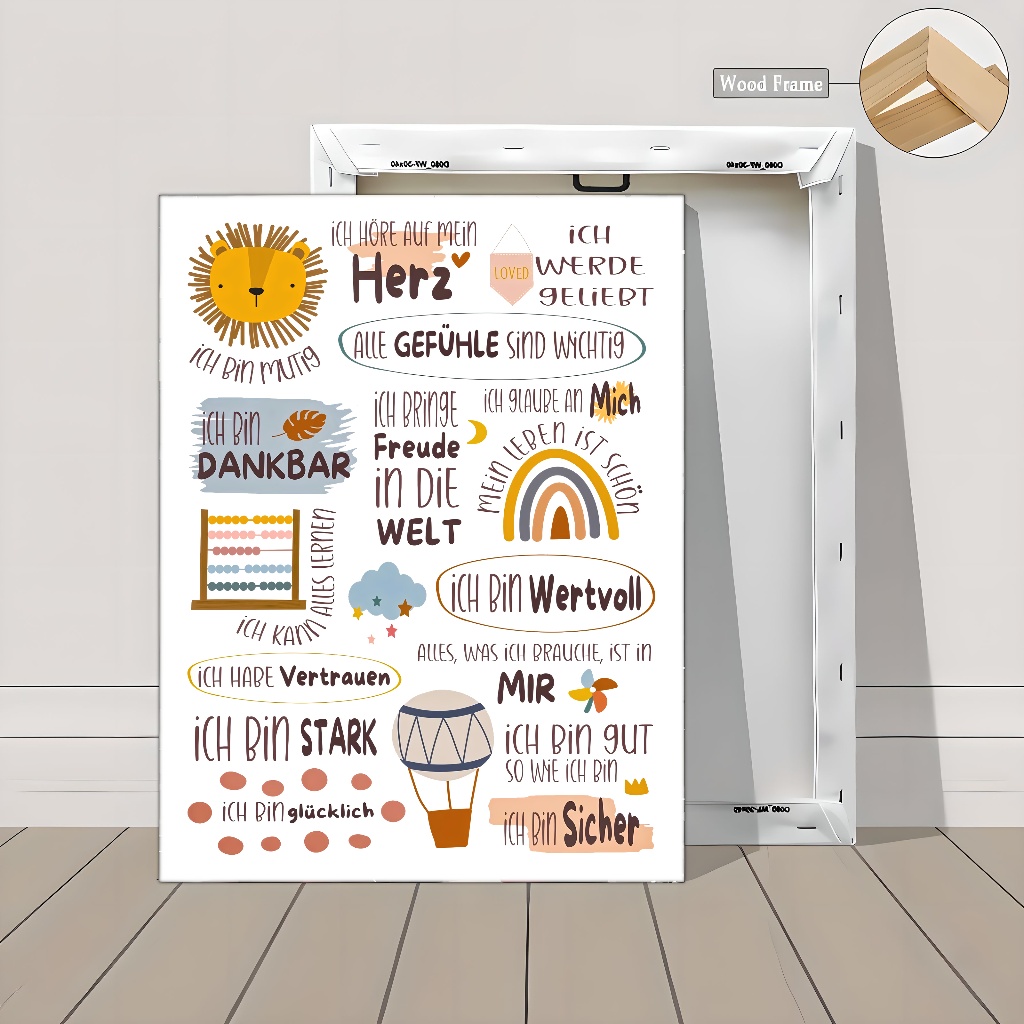 Wood Frame
ICH HÖRE AUF MEIN
Herz
LOVED
ICH
WERDE
GELIEBT
ICH BIN MUTIG
ALLE GEFÜHLE SIND WICHTIG
ICH BIN
DANKBAR
ICH BRINGE
Freude
IN DIE
WELT
ICH GLAUBE AN Mich
MEIN LEBEN IST SCHÖN
ICH KANN ALLES LERNEN
ICH BIN Wertvoll
ALLES, WAS ICH BRAUCHE, IST IN
MIR
ICH HABE Vertrauen
ICH BIN STARK
ICH BIN GUT
SO WIE ICH BIN
ICH BIN glücklich
ICH BIN Sicher